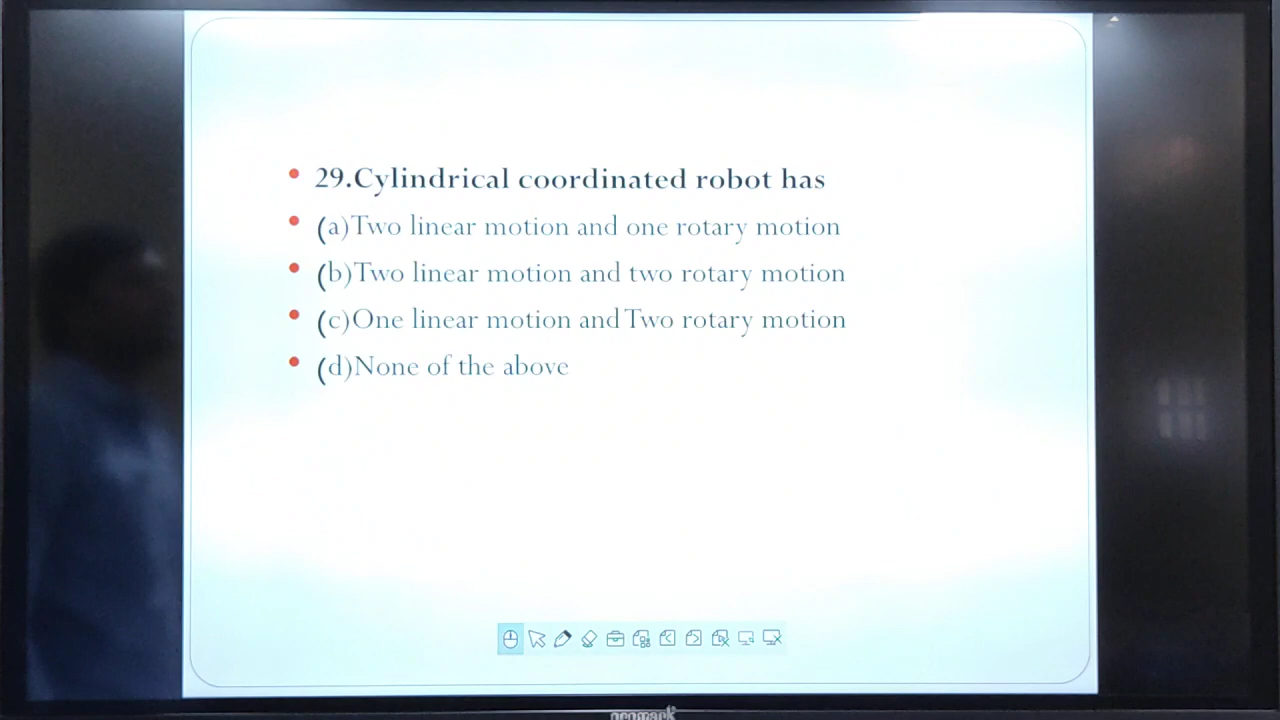 29.Cylindrical coordinated robot has
(a)Two linear motion and one rotary motion
(b)Two linear motion and two rotary motion
(c)One linear motion and Two rotary motion
(d)None of the above